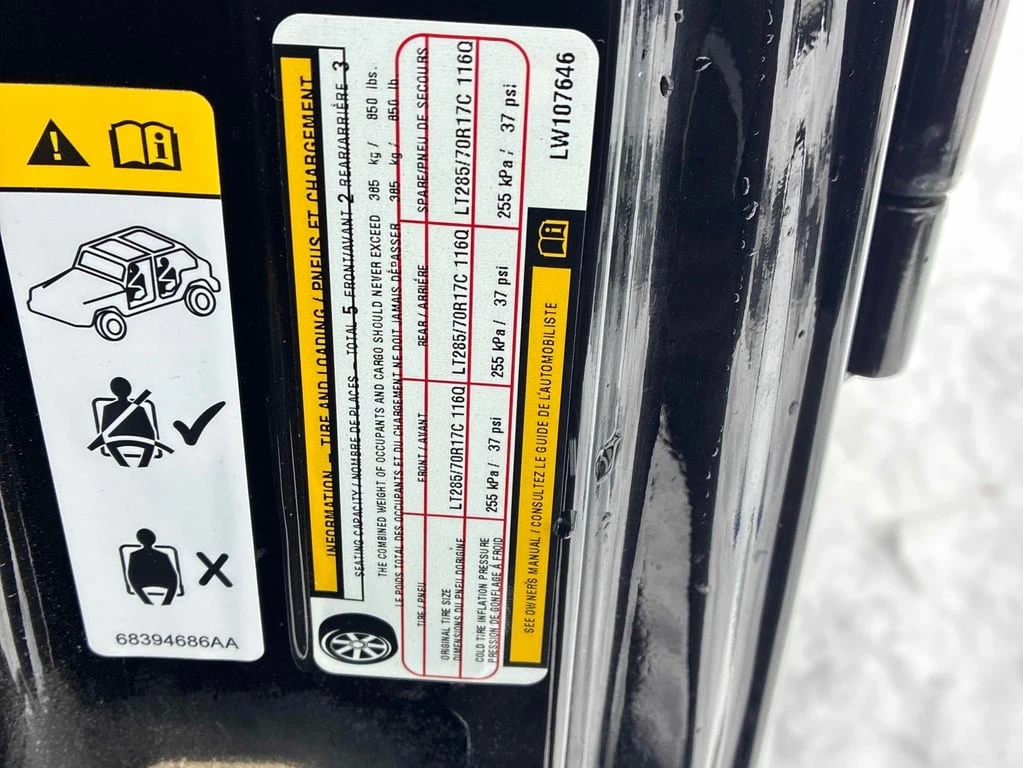 68394686AA
INFORMATION – TIRE AND LOADING / PNEUS ET CHARGEMENT
SEATING CAPACITY / NOMBRE DE PLACES – TOTAL 5 FRONT/AVANT 2 REAR/ARRIÈRE 3
THE COMBINED WEIGHT OF OCCUPANTS AND CARGO SHOULD NEVER EXCEED 385 kg / 850 lbs.
LE POIDS TOTAL DES OCCUPANTS ET DU CHARGEMENT NE DOIT JAMAIS DÉPASSER 385 kg / 850 lb.
TIRE / PNEU FRONT / AVANT REAR / ARRIÈRE SPARE/PNEU DE SECOURS
ORIGINAL TIRE SIZE
DIMENSIONS DU PNEU D'ORIGINE
LT285/70R17C 116Q LT285/70R17C 116Q LT285/70R17C 116Q
COLD TIRE INFLATION PRESSURE
PRESSION DE GONFLAGE À FROID
255 kPa / 37 psi 255 kPa / 37 psi 255 kPa / 37 psi
SEE OWNER'S MANUAL / CONSULTEZ LE GUIDE DE L'AUTOMOBILISTE
LW107646